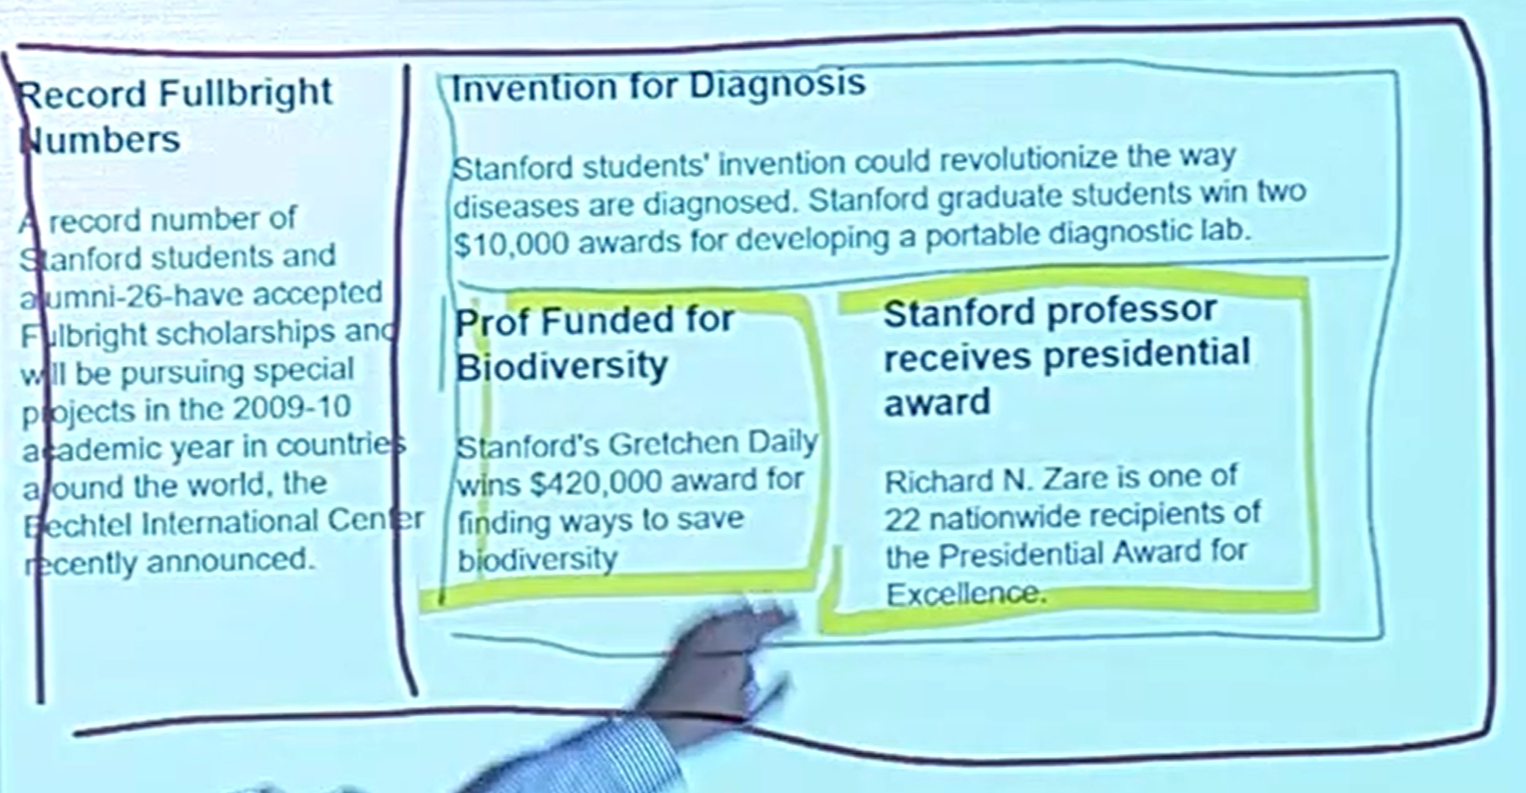 Record Fullbright
Numbers
A record number of
Stanford students and
alumni-26-have accepted
Fulbright scholarships and
will be pursuing special
projects in the 2009-10
academic year in countries
around the world, the
Bechtel International Center
recently announced.
Invention for Diagnosis
Stanford students' invention could revolutionize the way
diseases are diagnosed. Stanford graduate students win two
$10,000 awards for developing a portable diagnostic lab.
Prof Funded for
Biodiversity
Stanford's Gretchen Daily
wins $420,000 award for
finding ways to save
biodiversity
Stanford professor
receives presidential
award
Richard N. Zare is one of
22 nationwide recipients of
the Presidential Award for
Excellence.